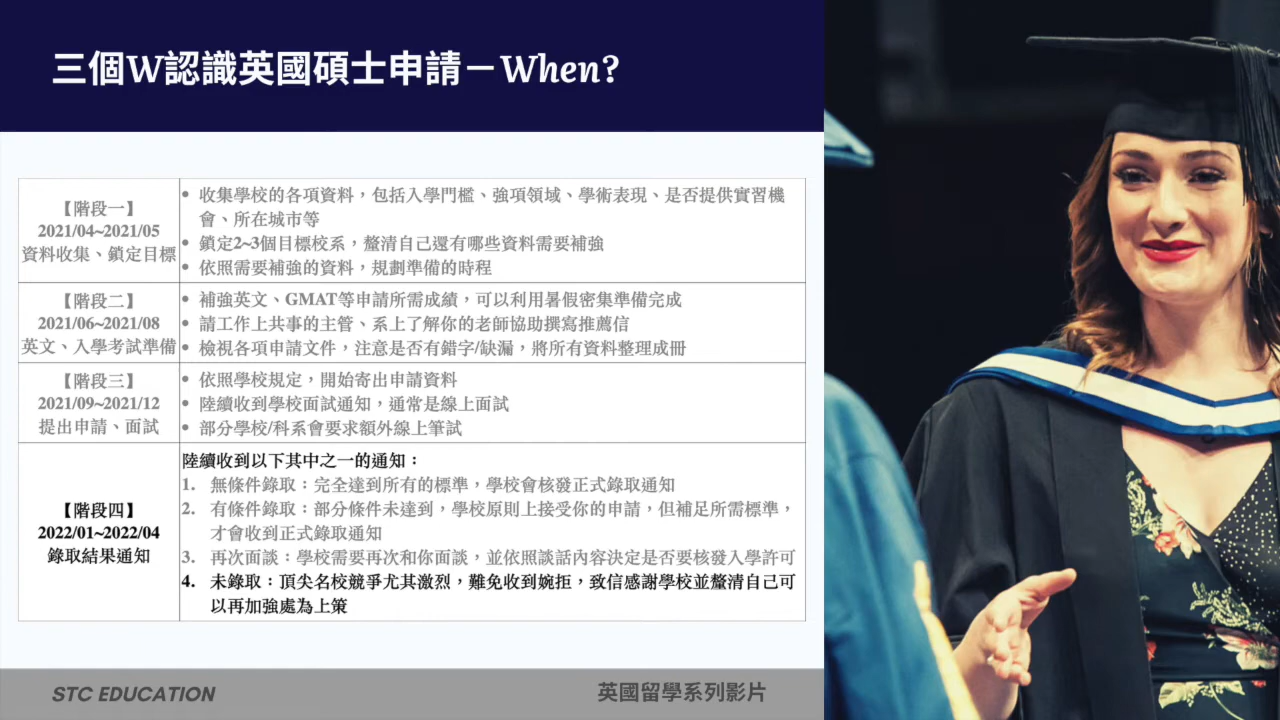 三個W認識英國碩士申請－When?
【階段一】
2021/04~2021/05
資料收集、鎖定目標
• 收集學校的各項資料，包括入學門檻、強項領域、學術表現、是否提供實習機
會、所在城市等
• 鎖定2~3個目標校系，釐清自己還有哪些資料需要補強
• 依照需要補強的資料，規劃準備的時程
【階段二】
2021/06~2021/08
英文、入學考試準備
• 補強英文、GMAT等申請所需成績，可以利用暑假密集準備完成
• 請工作上共事的主管、系上了解你的老師協助撰寫推薦信
• 檢視各項申請文件，注意是否有錯字/缺漏，將所有資料整理成冊
【階段三】
2021/09~2021/12
提出申請、面試
• 依照學校規定，開始寄出申請資料
• 陸續收到學校面試通知，通常是線上面試
• 部分學校/科系會要求額外線上筆試
【階段四】
2022/01~2022/04
錄取結果通知
陸續收到以下其中之一的通知：
1. 無條件錄取：完全達到所有的標準，學校會核發正式錄取通知
2. 有條件錄取：部分條件未達到，學校原則上接受你的申請，但補足所需標準，
才會收到正式錄取通知
3. 再次面談：學校需要再次和你面談，並依照談話內容決定是否要核發入學許可
4. 未錄取：頂尖名校競爭尤其激烈，難免收到婉拒，致信感謝學校並釐清自己可
以再加強處為上策
STC EDUCATION
英國留學系列影片